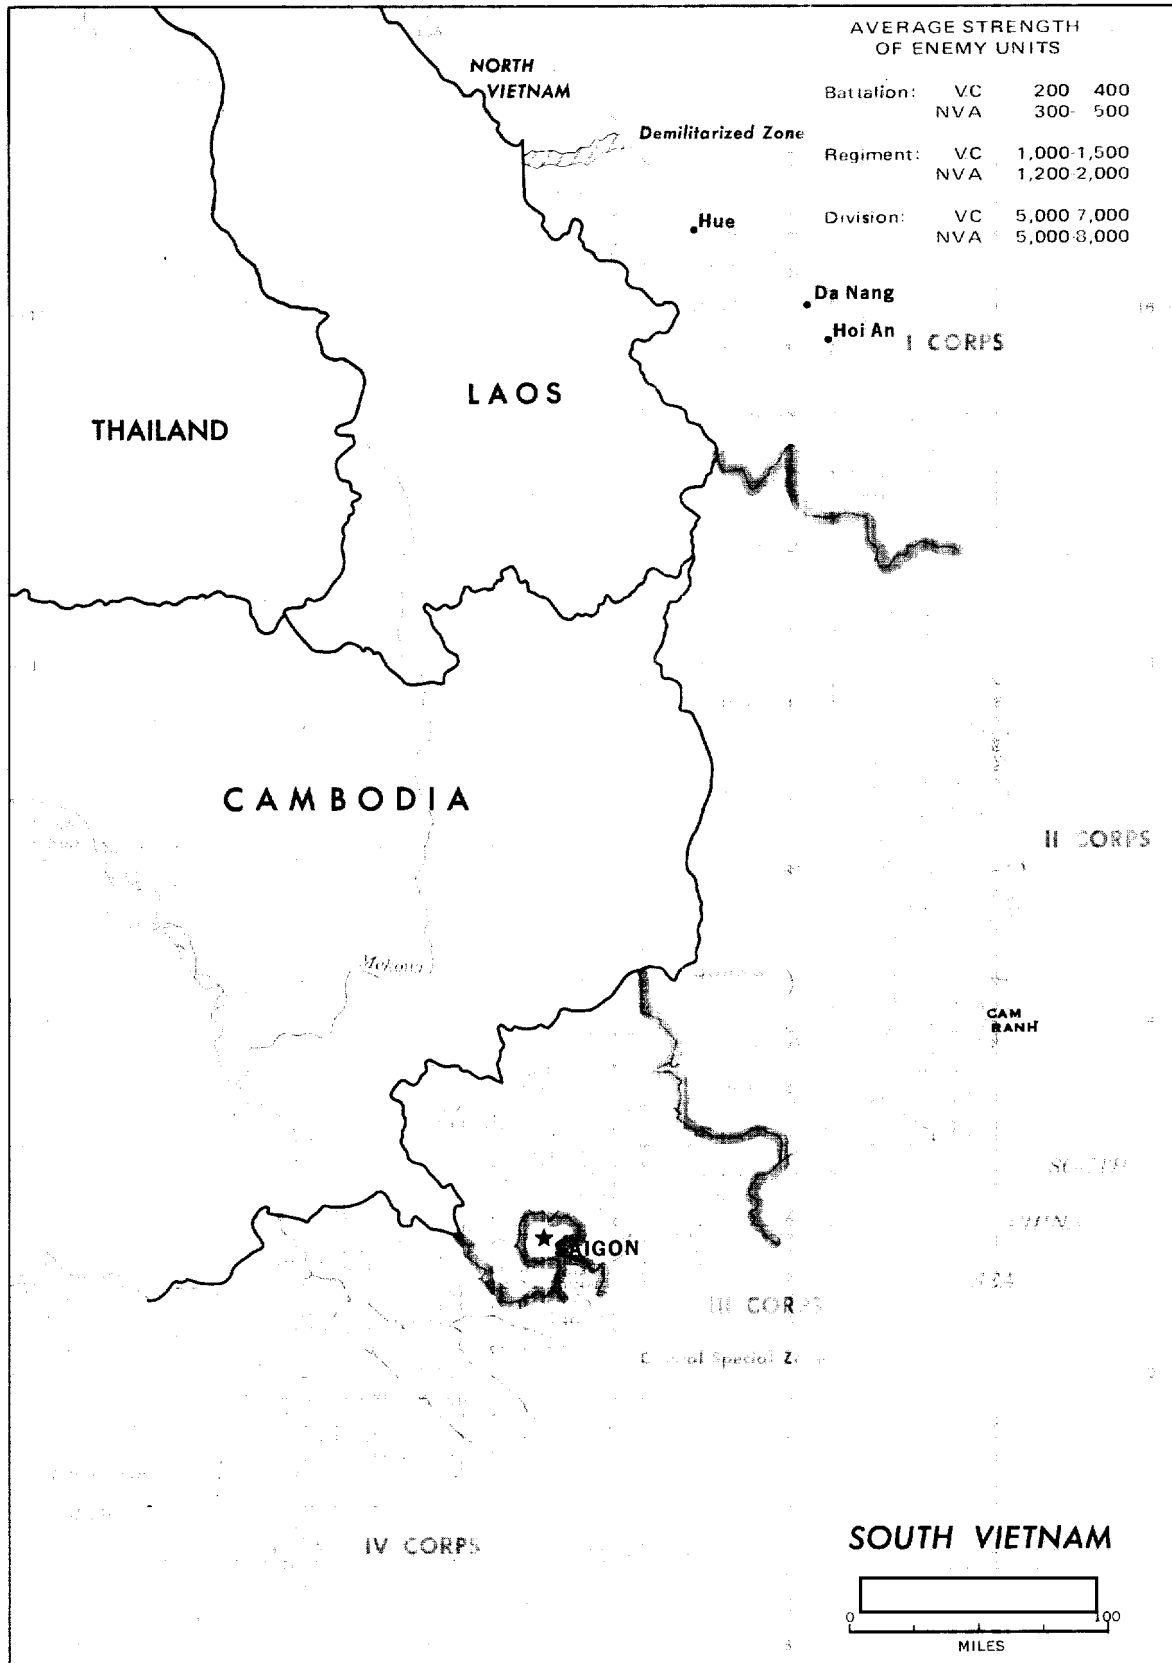 AVERAGE STRENGTH
OF ENEMY UNITS
Battalion: VC 200 400
NVA 300- 500
Regiment: VC 1,000-1,500
NVA 1,200-2,000
Division: VC 5,000 7,000
NVA 5,000-8,000
NORTH
VIETNAM
Demilitarized Zone
Hue
Da Nang
Hoi An
I CORPS
LAOS
THAILAND
CAMBODIA
II CORPS
CAM
RANH
SAIGON
III CORPS
Special
IV CORPS
SOUTH VIETNAM
0 100
MILES